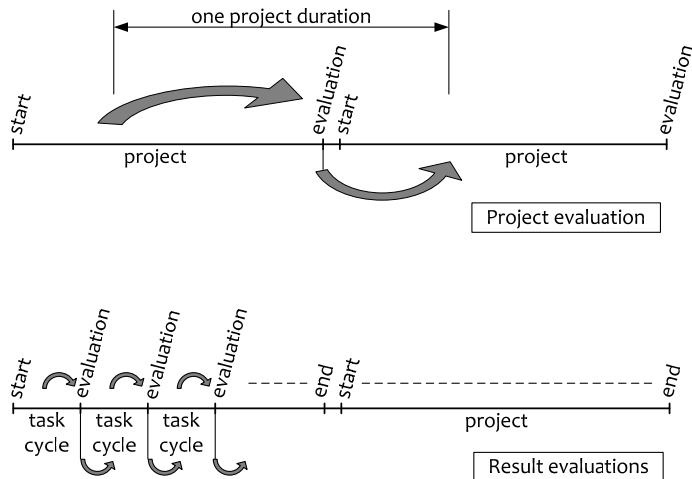 one project duration
start
evaluation
start
evaluation
project
project
Project evaluation
start
evaluation
evaluation
evaluation
end
start
end
task
cycle
task
cycle
task
cycle
project
Result evaluations